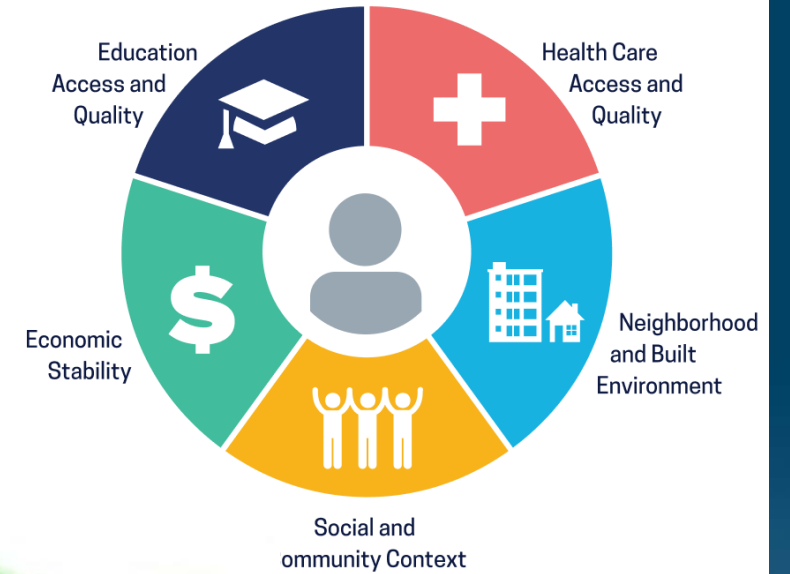 Education
Access and
Quality
Health Care
Access and
Quality
Economic
Stability
Neighborhood
and Built
Environment
Social and
ommunity Context